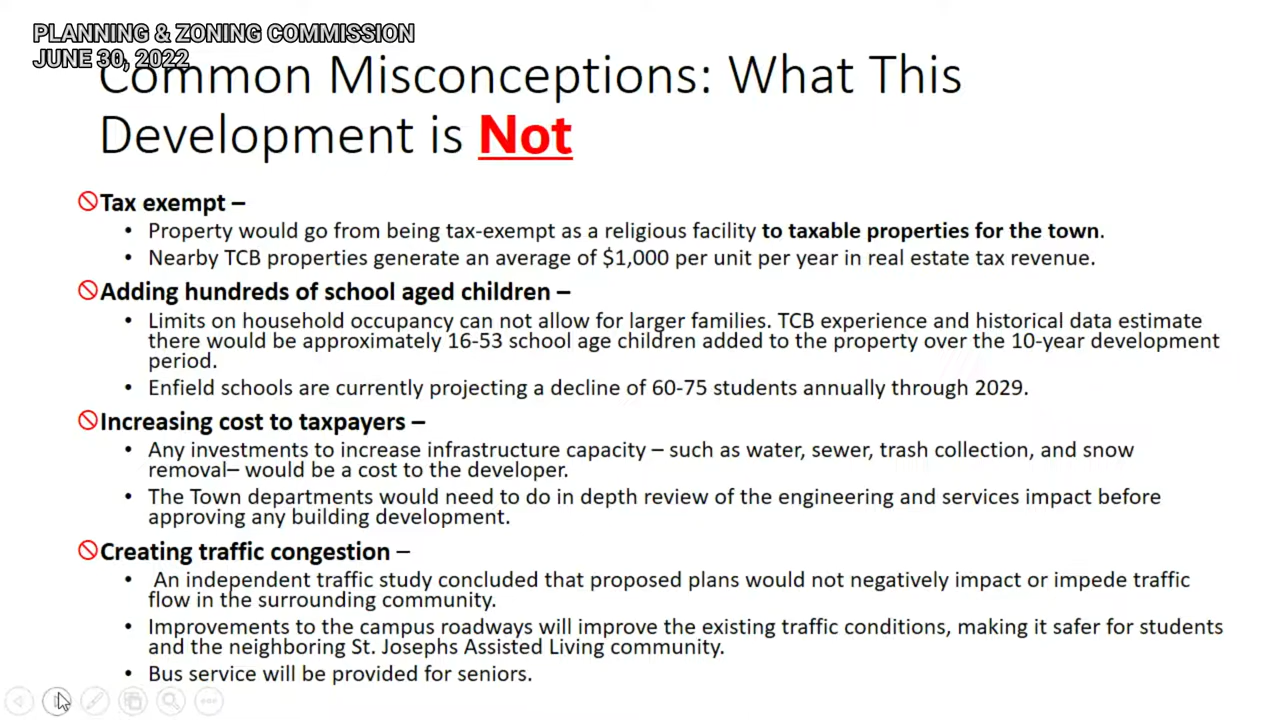 PLANNING & ZONING COMMISSION
JUNE 30, 2022
Common Misconceptions: What This
Development is Not
Tax exempt –
• Property would go from being tax-exempt as a religious facility to taxable properties for the town.
• Nearby TCB properties generate an average of $1,000 per unit per year in real estate tax revenue.
Adding hundreds of school aged children –
• Limits on household occupancy can not allow for larger families. TCB experience and historical data estimate
there would be approximately 16-53 school age children added to the property over the 10-year development
period.
• Enfield schools are currently projecting a decline of 60-75 students annually through 2029.
Increasing cost to taxpayers –
• Any investments to increase infrastructure capacity – such as water, sewer, trash collection, and snow
removal– would be a cost to the developer.
• The Town departments would need to do in depth review of the engineering and services impact before
approving any building development.
Creating traffic congestion –
• An independent traffic study concluded that proposed plans would not negatively impact or impede traffic
flow in the surrounding community.
• Improvements to the campus roadways will improve the existing traffic conditions, making it safer for students
and the neighboring St. Josephs Assisted Living community.
• Bus service will be provided for seniors.